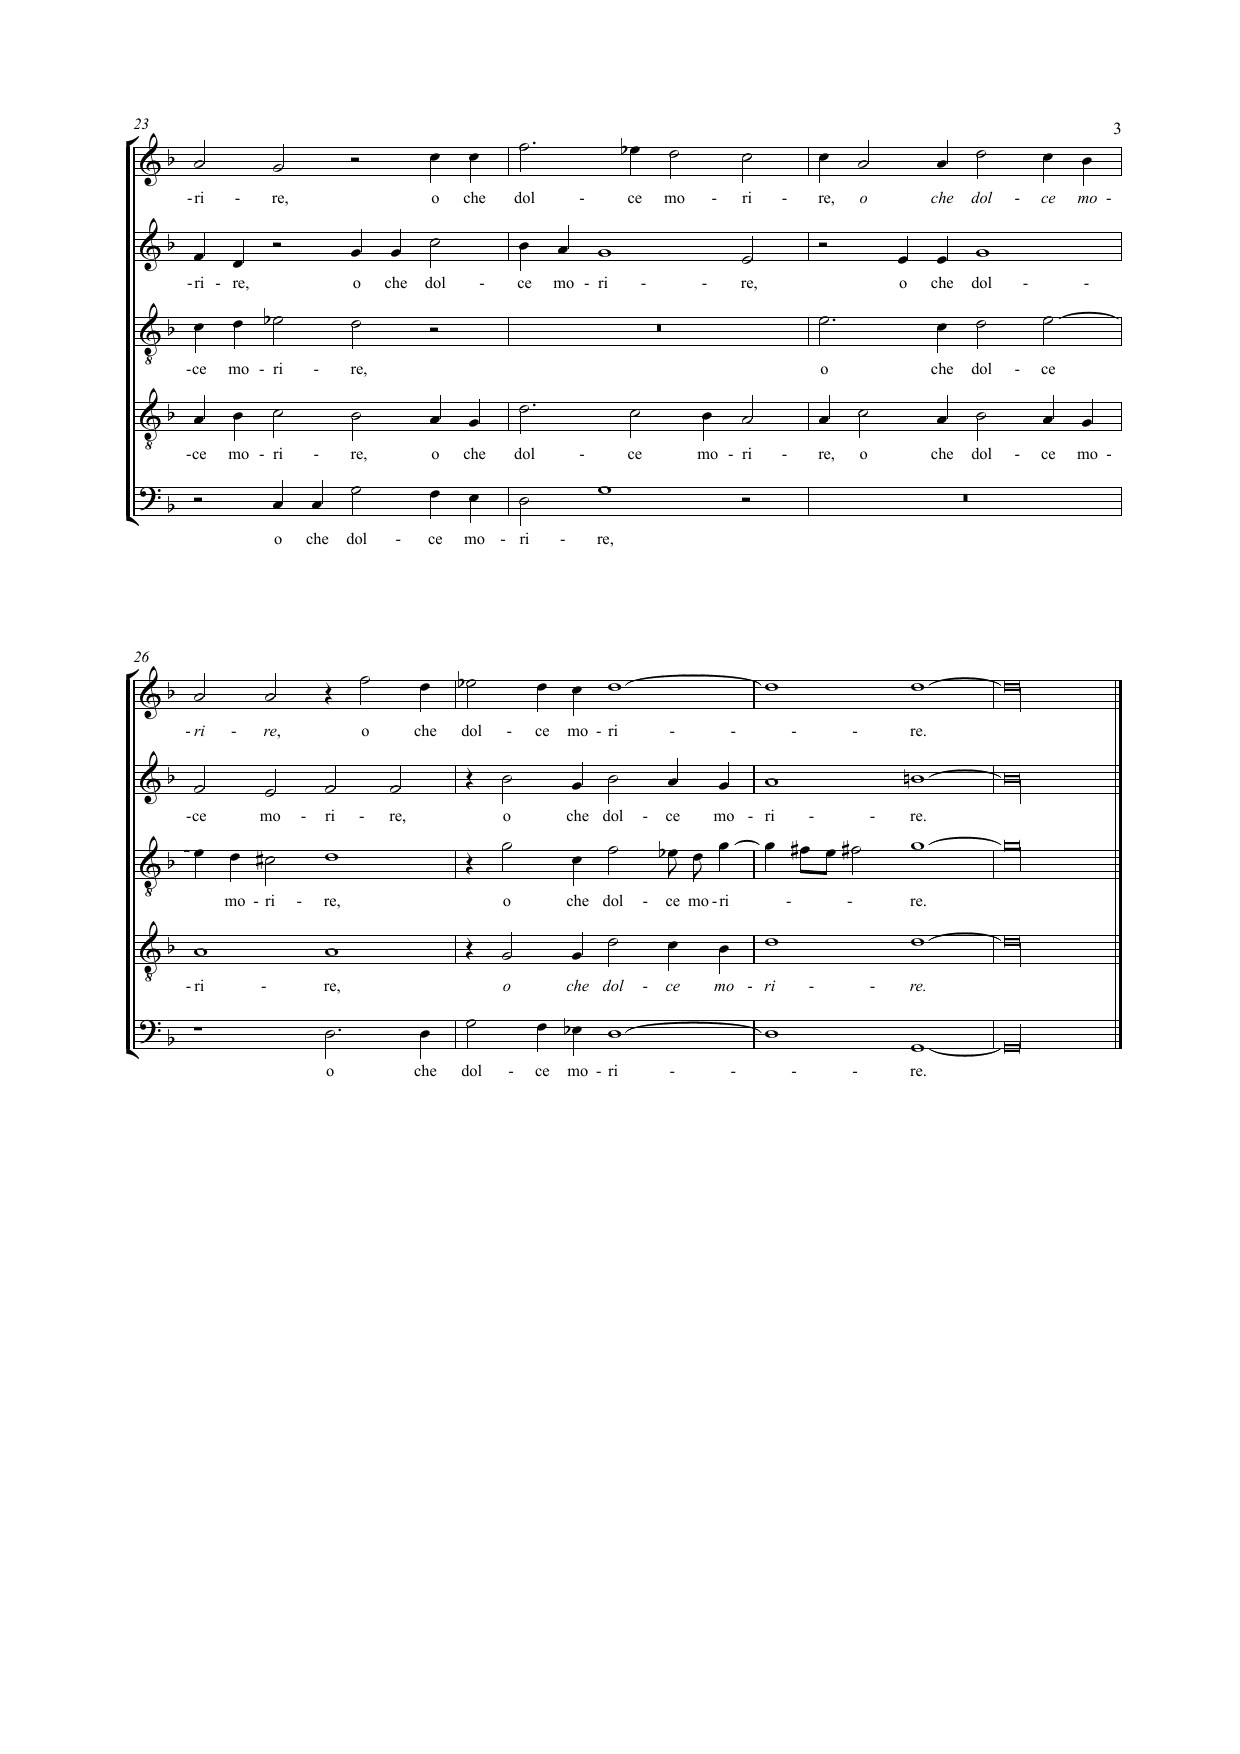 23
3
-ri - re, o che dol - ce mo - ri - re, o che dol - ce mo -
-ri - re, o che dol - ce mo - ri - - re, o che dol - -
-ce mo - ri - re, o che dol - ce
-ce mo - ri - re, o che dol - ce mo - ri - re, o che dol - ce mo -
o che dol - ce mo - ri - re,
26
- ri - re, o che dol - ce mo - ri - - - - re.
-ce mo - ri - re, o che dol - ce mo - ri - - re.
- mo - ri - re, o che dol - ce mo - ri - - re.
- ri - re, o che dol - ce mo - ri - - re.
o che dol - ce mo - ri - - - - re.